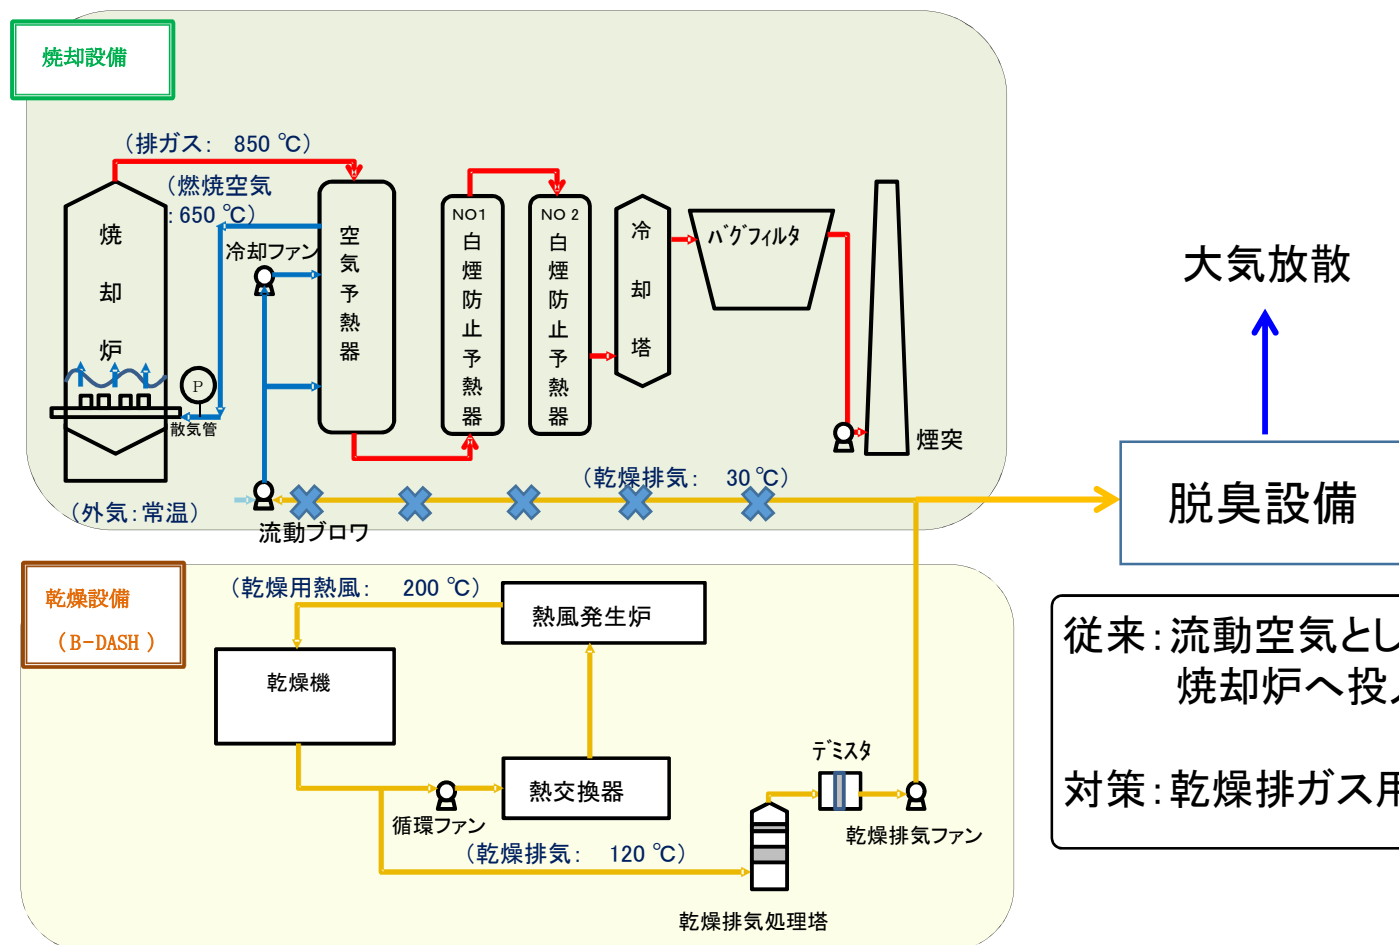 焼却設備
（排ガス：　850 ℃）
（燃焼空気
：650 ℃）
焼却炉
冷却ファン
空気予熱器
NO1
白煙防止予熱器
NO 2
白煙防止予熱器
冷却塔
バグフィルタ
煙突
P
散気管
（外気：常温）
流動ブロワ
（乾燥排気：　30 ℃）
大気放散
脱臭設備
乾燥設備
（B-DASH ）
（乾燥用熱風：　200 ℃）
熱風発生炉
乾燥機
熱交換器
循環ファン
（乾燥排気：　120 ℃）
デミスタ
乾燥排気ファン
乾燥排気処理塔
従来：流動空気とし
焼却炉へ投
対策：乾燥排ガス用